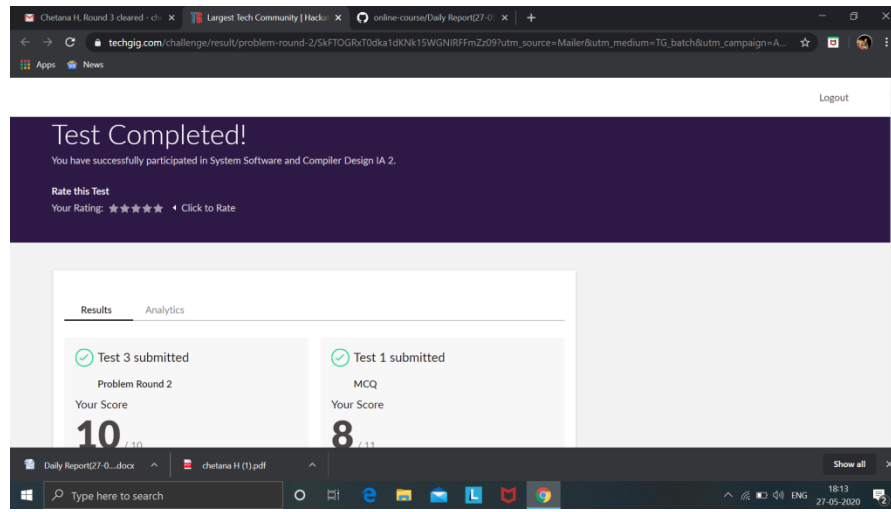 Chetana H, Round 3 cleared - ch
Largest Tech Community | Hacka
online-course/Daily Report(27-0
techgig.com/challenge/result/problem-round-2/SkFTOGRxT0dka1dKNk15WGNIRFFmZz09?utm_source=Mailer&utm_medium=TG_batch&utm_campaign=A...
Apps News
Logout
Test Completed!
You have successfully participated in System Software and Compiler Design IA 2.
Rate this Test
Your Rating: Click to Rate
Results Analytics
Test 3 submitted
Problem Round 2
Your Score
10 / 10
Test 1 submitted
MCQ
Your Score
8 / 11
Daily Report(27-0....docx
chetana H (1).pdf
Show all
Type here to search
ENG
18:13
27-05-2020